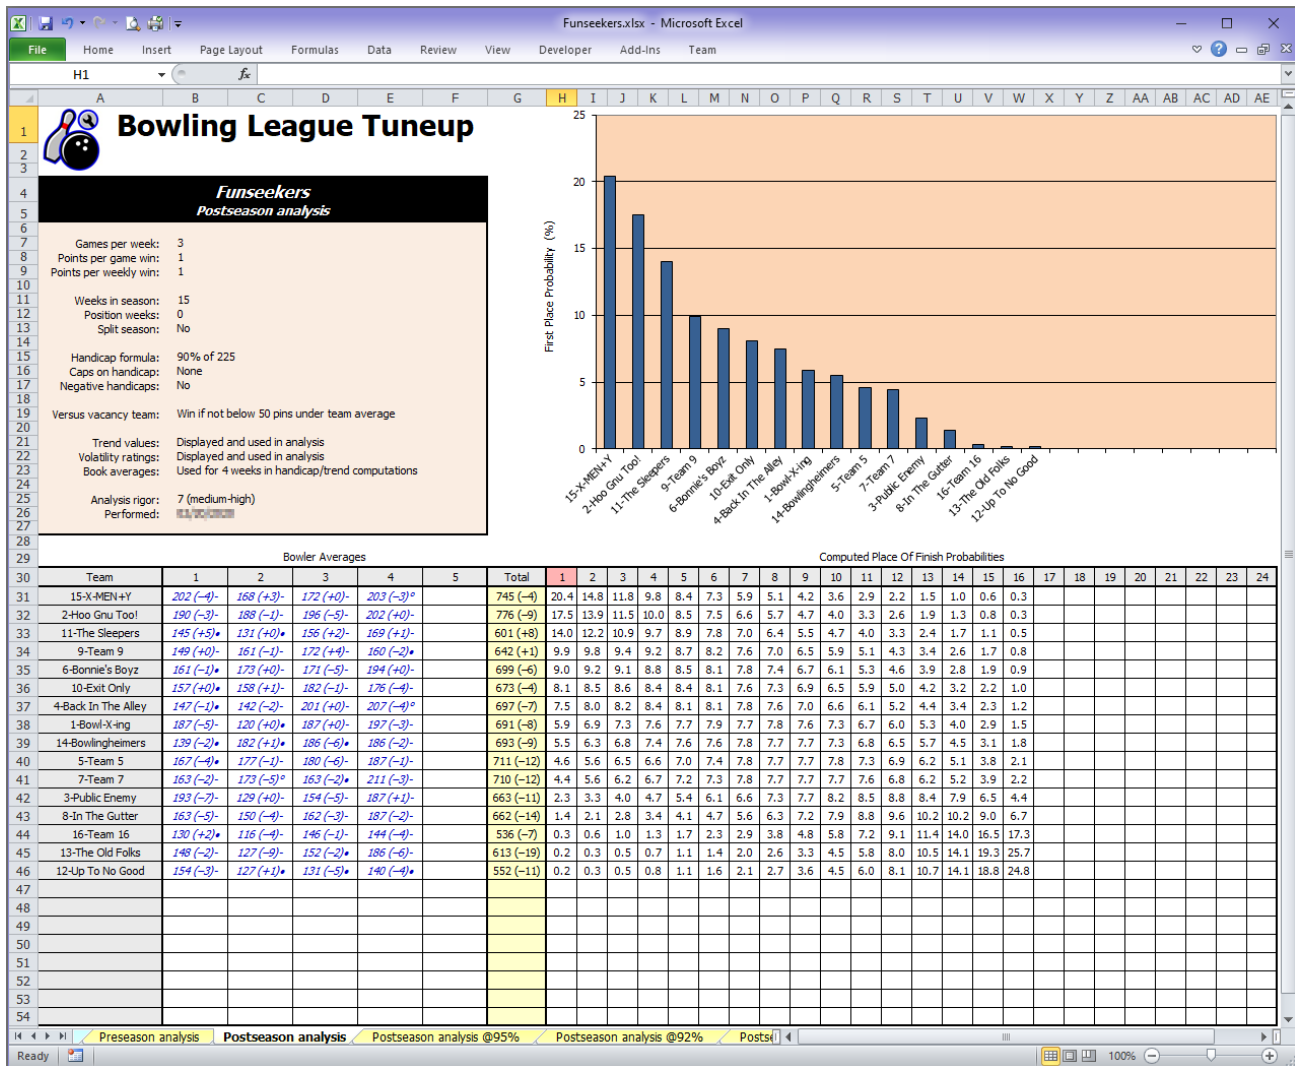 Funseekers.xlsx - Microsoft Excel
File Home Insert Page Layout Formulas Data Review View Developer Add-Ins Team
H1 fx
A B C D E F G H I J K L M N O P Q R S T U V W X Y Z AA AB AC AD AE
Bowling League Tuneup
Funseekers
Postseason analysis
Games per week: 3
Points per game win: 1
Points per weekly win: 1
Weeks in season: 15
Position weeks: 0
Split season: No
Handicap formula: 90% of 225
Caps on handicap: None
Negative handicaps: No
Versus vacancy team: Win if not below 50 pins under team average
Trend values: Displayed and used in analysis
Volatility ratings: Displayed and used in analysis
Book averages: Used for 4 weeks in handicap/trend computations
Analysis rigor: 7 (medium-high)
Performed:
First Place Probability (%)
25
20
15
10
5
0
15-X-MEN+Y
2-Hoo Gnu Too!
11-The Sleepers
9-Team 9
6-Bonnie's Boyz
10-Exit Only
4-Back In The Alley
1-Bowl-X-ing
14-Bowlingheimers
5-Team 5
7-Team 7
3-Public Enemy
8-In The Gutter
16-Team 16
13-The Old Folks
12-Up To No Good
Bowler Averages Computed Place Of Finish Probabilities
30 Team 1 2 3 4 5 Total 1 2 3 4 5 6 7 8 9 10 11 12 13 14 15 16 17 18 19 20 21 22 23 24
31 15-X-MEN+Y 202 (−4)- 168 (+3)- 172 (+0)- 203 (−3)° 745 (−4) 20.4 14.8 11.8 9.8 8.4 7.3 5.9 5.1 4.2 3.6 2.9 2.2 1.5 1.0 0.6 0.3
32 2-Hoo Gnu Too! 190 (−3)- 188 (−1)- 196 (−5)- 202 (+0)- 776 (−9) 17.5 13.9 11.5 10.0 8.5 7.5 6.6 5.7 4.7 4.0 3.3 2.6 1.9 1.3 0.8 0.3
33 11-The Sleepers 145 (+5)• 131 (+0)• 156 (+2)- 169 (+1)- 601 (+8) 14.0 12.2 10.9 9.7 8.9 7.8 7.0 6.4 5.5 4.7 4.0 3.3 2.4 1.7 1.1 0.5
34 9-Team 9 149 (+0)• 161 (−1)- 172 (+4)- 160 (−2)• 642 (+1) 9.9 9.8 9.4 9.2 8.7 8.2 7.6 7.0 6.5 5.9 5.1 4.3 3.4 2.6 1.7 0.8
35 6-Bonnie's Boyz 161 (−1)• 173 (+0)- 171 (−5)- 194 (+0)- 699 (−6) 9.0 9.2 9.1 8.8 8.5 8.1 7.8 7.4 6.7 6.1 5.3 4.6 3.9 2.8 1.9 0.9
36 10-Exit Only 157 (+0)• 158 (+1)- 182 (−1)- 176 (−4)- 673 (−4) 8.1 8.5 8.6 8.4 8.4 8.1 7.6 7.3 6.9 6.5 5.9 5.0 4.2 3.2 2.2 1.0
37 4-Back In The Alley 147 (−1)• 142 (−2)- 201 (+0)- 207 (−4)° 697 (−7) 7.5 8.0 8.2 8.4 8.1 8.1 7.8 7.6 7.0 6.6 6.1 5.2 4.4 3.4 2.3 1.2
38 1-Bowl-X-ing 187 (−5)- 120 (+0)• 187 (+0)- 197 (−3)- 691 (−8) 5.9 6.9 7.3 7.6 7.7 7.9 7.7 7.8 7.6 7.3 6.7 6.0 5.3 4.0 2.9 1.5
39 14-Bowlingheimers 139 (−2)• 182 (+1)• 186 (−6)• 186 (−2)- 693 (−9) 5.5 6.3 6.8 7.4 7.6 7.6 7.8 7.7 7.7 7.3 6.8 6.5 5.7 4.5 3.1 1.8
40 5-Team 5 167 (−4)• 177 (−1)- 180 (−6)- 187 (−1)- 711 (−12) 4.6 5.6 6.5 6.6 7.0 7.4 7.8 7.7 7.7 7.8 7.3 6.9 6.2 5.1 3.8 2.1
41 7-Team 7 163 (−2)- 173 (−5)° 163 (−2)• 211 (−3)- 710 (−12) 4.4 5.6 6.2 6.7 7.2 7.3 7.8 7.7 7.7 7.7 7.6 6.8 6.2 5.2 3.9 2.2
42 3-Public Enemy 193 (−7)- 129 (+0)- 154 (−5)- 187 (+1)- 663 (−11) 2.3 3.3 4.0 4.7 5.4 6.1 6.6 7.3 7.7 8.2 8.5 8.8 8.4 7.9 6.5 4.4
43 8-In The Gutter 163 (−5)- 150 (−4)- 162 (−3)- 187 (−2)- 662 (−14) 1.4 2.1 2.8 3.4 4.1 4.7 5.6 6.3 7.2 7.9 8.8 9.6 10.2 10.2 9.0 6.7
44 16-Team 16 130 (+2)• 116 (−4)- 146 (−1)- 144 (−4)- 536 (−7) 0.3 0.6 1.0 1.3 1.7 2.3 2.9 3.8 4.8 5.8 7.2 9.1 11.4 14.0 16.5 17.3
45 13-The Old Folks 148 (−2)- 127 (−9)- 152 (−2)• 186 (−6)- 613 (−19) 0.2 0.3 0.5 0.7 1.1 1.4 2.0 2.6 3.3 4.5 5.8 8.0 10.5 14.1 19.3 25.7
46 12-Up To No Good 154 (−3)- 127 (+1)• 131 (−5)• 140 (−4)• 552 (−11) 0.2 0.3 0.5 0.8 1.1 1.6 2.1 2.7 3.6 4.5 6.0 8.1 10.7 14.1 18.8 24.8
47
48
49
50
51
52
53
54
Preseason analysis Postseason analysis Postseason analysis @95% Postseason analysis @92% Posts
Ready 100%